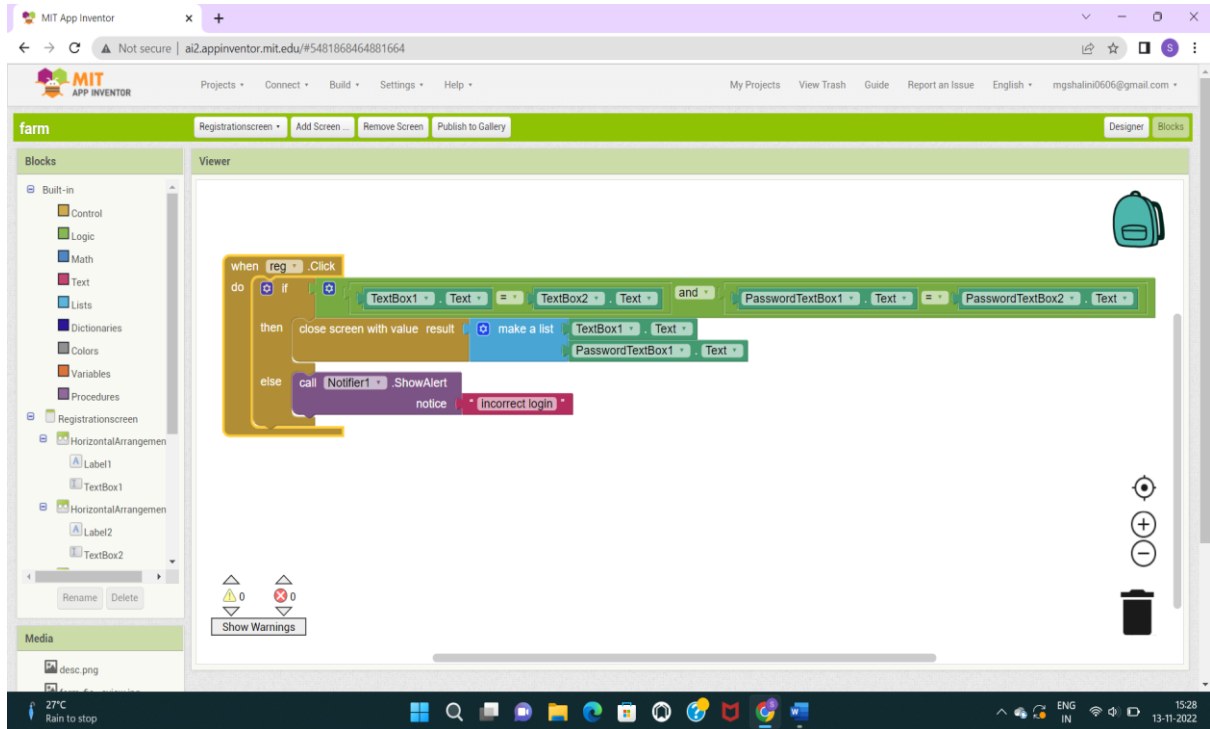 MIT App Inventor
Not secure | ai2.appinventor.mit.edu/#5481868464881664
S
MIT
APP INVENTOR
Projects Connect Build Settings Help My Projects View Trash Guide Report an Issue English mgshalini0606@gmail.com
farm Registrationscreen Add Screen ... Remove Screen Publish to Gallery Designer Blocks
Blocks Viewer
Built-in
Control
Logic
Math
Text
Lists
Dictionaries
Colors
Variables
Procedures
Registrationscreen
HorizontalArrangemen
Label1
TextBox1
HorizontalArrangemen
Label2
TextBox2
Rename Delete
Media
desc.png
when reg .Click
do if TextBox1 . Text = TextBox2 . Text and PasswordTextBox1 . Text = PasswordTextBox2 . Text
then close screen with value result make a list TextBox1 . Text
PasswordTextBox1 . Text
else call Notifier1 .ShowAlert
notice " incorrect login "
0 0
Show Warnings
27°C
Rain to stop
ENG
IN
15:28
13-11-2022